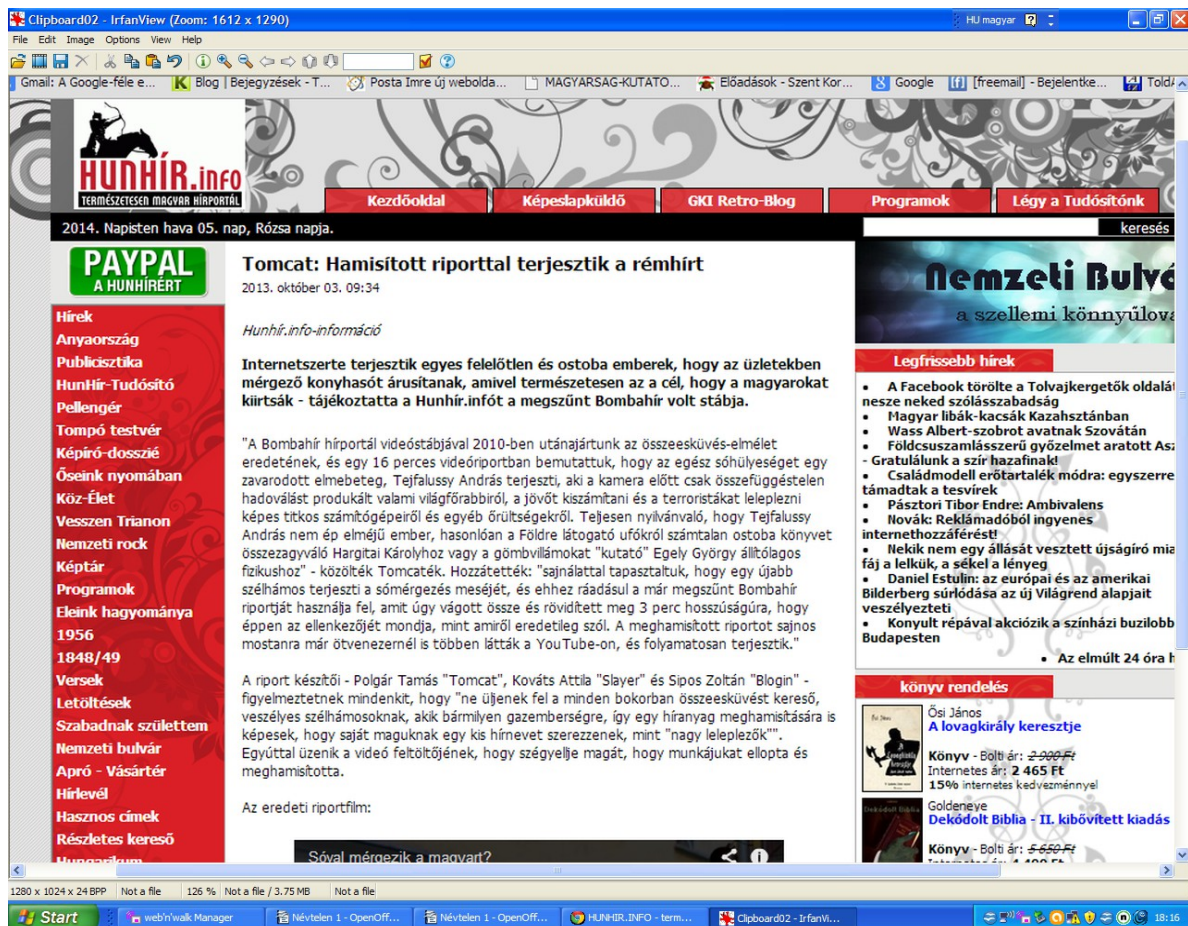 Clipboard02 - IrfanView (Zoom: 1612 x 1290)
HU magyar
File Edit Image Options View Help
Gmail: A Google-féle e...
Blog | Bejegyzések - T...
Posta Imre új webolda...
MAGYARSAG-KUTATO...
Előadások - Szent Kor...
Google
[freemail] - Bejelentke...
HUNHÍR.info
TERMÉSZETESEN MAGYAR HÍRPORTÁL
Kezdőoldal
Képeslapküldő
GKI Retro-Blog
Programok
Légy a Tudósítónk
2014. Napisten hava 05. nap, Rózsa napja.
keresés
PAYPAL
A HUNHÍRÉRT
Hírek
Anyaország
Publicisztika
HunHír-Tudósító
Pellengér
Tompó testvér
Képíró-dosszié
Őseink nyomában
Köz-Élet
Vesszen Trianon
Nemzeti rock
Képtár
Programok
Eleink hagyománya
1956
1848/49
Versek
Letöltések
Szabadnak születtem
Nemzeti bulvár
Apró - Vásártér
Hírlevél
Hasznos címek
Részletes kereső
Hungarikum
Tomcat: Hamisított riporttal terjesztik a rémhírt
2013. október 03. 09:34
Hunhír.info-információ
Internetszerte terjesztik egyes felelőtlen és ostoba emberek, hogy az üzletekben
mérgező konyhasót árusítanak, amivel természetesen az a cél, hogy a magyarokat
kiirtsák - tájékoztatta a Hunhír.infót a megszűnt Bombahír volt stábja.
"A Bombahír hírportál videóstábjával 2010-ben utánajártunk az összeesküvés-elmélet
eredetének, és egy 16 perces videóriportban bemutattuk, hogy az egész sóhülyeséget egy
zavarodott elmebeteg, Tejfalussy András terjeszti, aki a kamera előtt csak összefüggéstelen
hadoválást produkált valami világfőrabbiról, a jövőt kiszámítani és a terroristákat leleplezni
képes titkos számítógépeiről és egyéb őrültségekről. Teljesen nyilvánváló, hogy Tejfalussy
András nem ép elméjű ember, hasonlóan a Földre látogató ufókról számtalan ostoba könyvet
összezagyváló Hargitai Károlyhoz vagy a gömbvillámokat "kutató" Egely György állítólagos
fizikushoz" - közölték Tomcaték. Hozzátették: "sajnálattal tapasztaltuk, hogy egy újabb
szélhámos terjeszti a sómérgezés meséjét, és ehhez ráadásul a már megszűnt Bombahír
riportját használja fel, amit úgy vágott össze és rövidített meg 3 perc hosszúságúra, hogy
éppen az ellenkezőjét mondja, mint amiről eredetileg szól. A meghamisított riportot sajnos
mostanra már ötvenezernél is többen látták a YouTube-on, és folyamatosan terjesztik."
A riport készítői - Polgár Tamás "Tomcat", Kováts Attila "Slayer" és Sipos Zoltán "Blogin" -
figyelmeztetnek mindenkit, hogy "ne üljenek fel a minden bokorban összeesküvést kereső,
veszélyes szélhámosoknak, akik bármilyen gazemberségre, így egy híranyag meghamisítására is
képesek, hogy saját maguknak egy kis hírnevet szerezzenek, mint "nagy leleplezők"".
Egyúttal üzenik a videó feltöltőjének, hogy szégyellje magát, hogy munkájukat ellopta és
meghamisította.
Az eredeti riportfilm:
Sóval mérgezik a magyart?
Nemzeti Bulvá
a szellemi könnyűlova
Legfrissebb hírek
• A Facebook törölte a Tolvajkergetők oldalát
nesze neked szólásszabadság
• Magyar libák-kacsák Kazahsztánban
• Wass Albert-szobrot avatnak Szovátán
• Földcsuszamlásszerű győzelmet aratott Asz
- Gratulálunk a szír hazafinak!
• Családmodell erőtartalék módra: egyszerre
támadtak a tesvírek
• Pásztori Tibor Endre: Ambivalens
• Novák: Reklámadóból ingyenes
internethozzáférést!
• Nekik nem egy állását vesztett újságíró mia
fáj a lelkük, a sékel a lényeg
• Daniel Estulin: az európai és az amerikai
Bilderberg súrlódása az új Világrend alapjait
veszélyezteti
• Konyult répával akciózik a színházi buzilobb
Budapesten
• Az elmúlt 24 óra h
könyv rendelés
Ősi János
A lovagkirály keresztje
Könyv - Bolti ár: 2 900 Ft
Internetes ár: 2 465 Ft
15% internetes kedvezménnyel
Goldeneye
Dekódolt Biblia - II. kibővített kiadás
Könyv - Bolti ár: 5 650 Ft
1280 x 1024 x 24 BPP
Not a file
126 %
Not a file / 3.75 MB
Not a file
Start
web'n'walk Manager
Névtelen 1 - OpenOff...
Névtelen 1 - OpenOff...
HUNHIR.INFO - term...
Clipboard02 - IrfanVi...
18:16